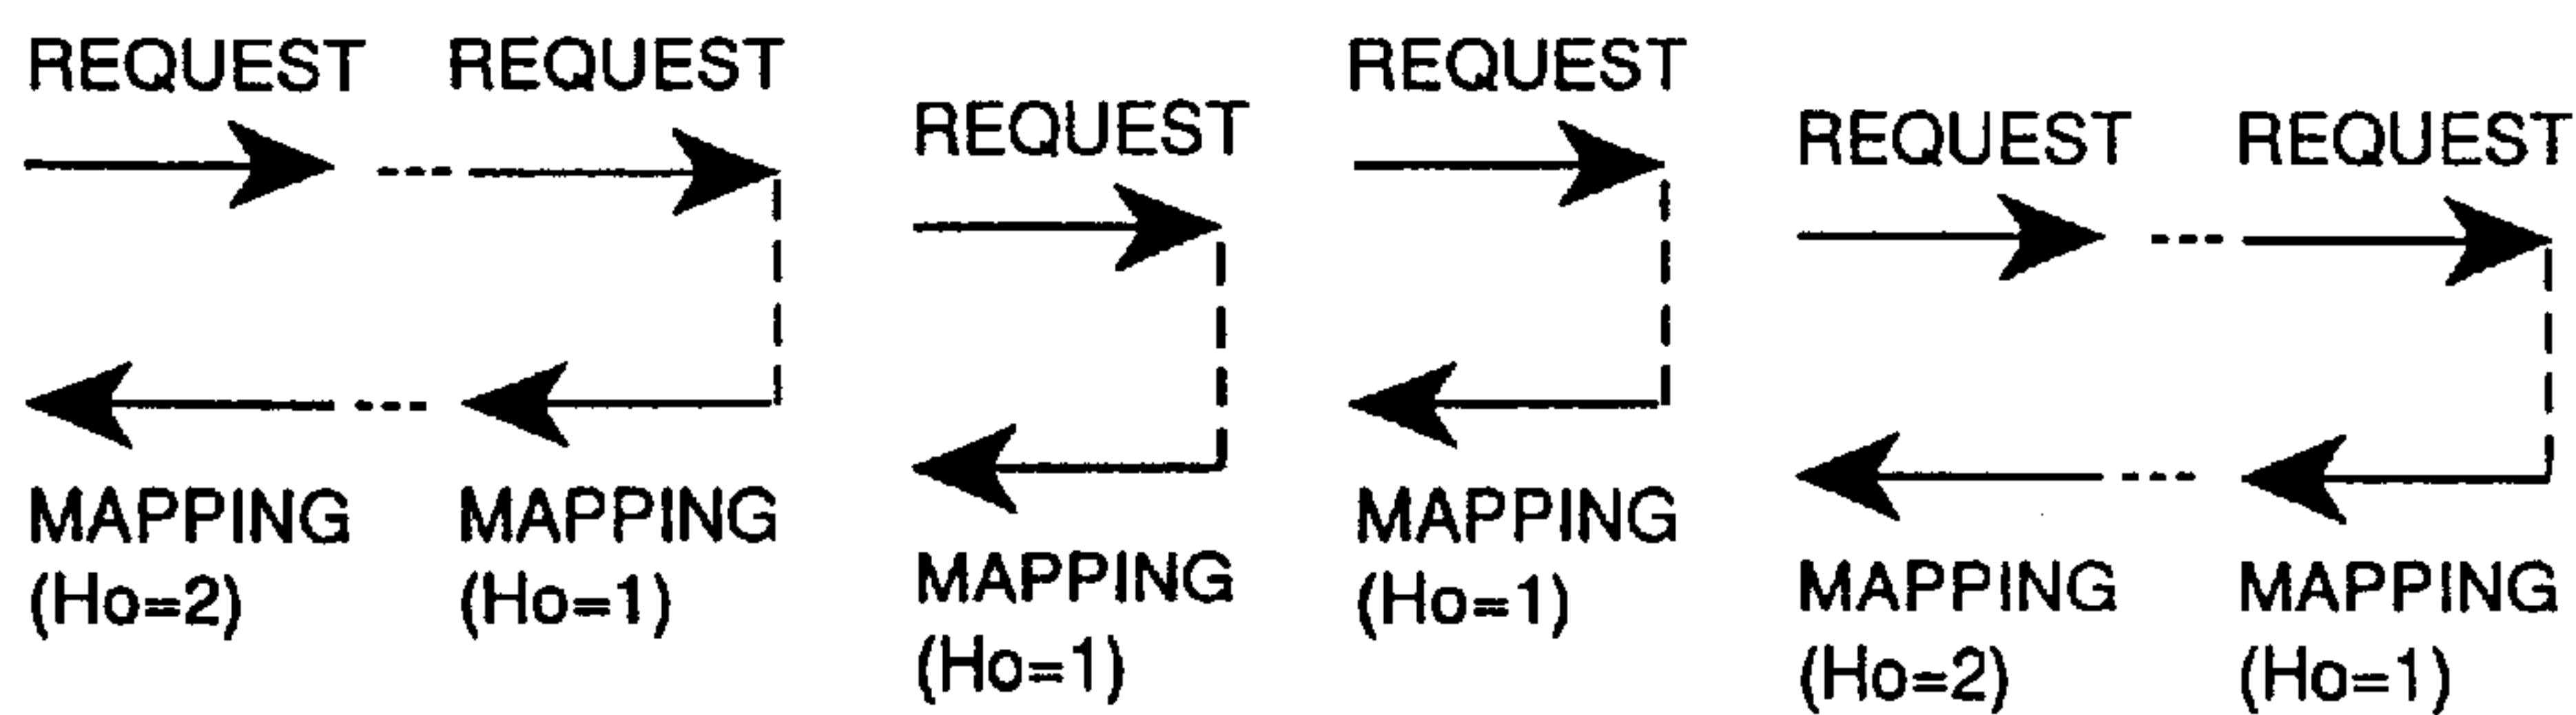 REQUEST REQUEST REQUEST REQUEST REQUEST REQUEST
MAPPING MAPPING MAPPING MAPPING MAPPING MAPPING
(Ho=2) (Ho=1) (Ho=1) (Ho=1) (Ho=2) (Ho=1)